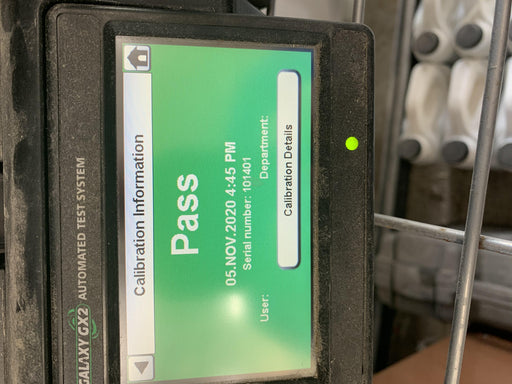 GALAXY GX2 AUTOMATED TEST SYSTEM
Calibration Information
Pass
05.NOV.2020 4:45 PM
Serial number: 101401
User: Department:
Calibration Details